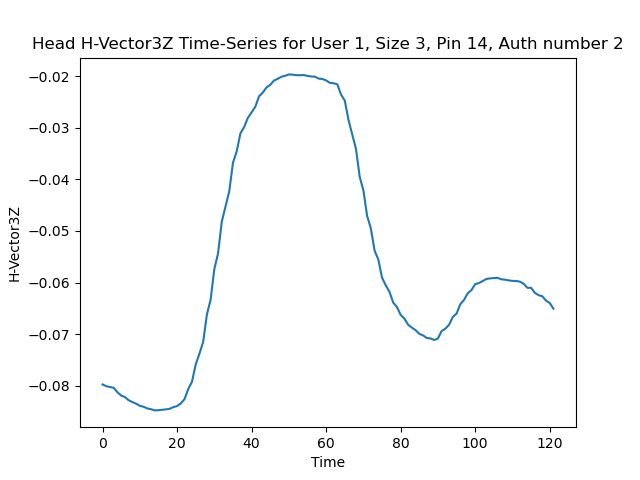 Head H-Vector3Z Time-Series for User 1, Size 3, Pin 14, Auth number 2
−0.02
−0.03
−0.04
−0.05
−0.06
−0.07
−0.08
H-Vector3Z
0 20 40 60 80 100 120
Time